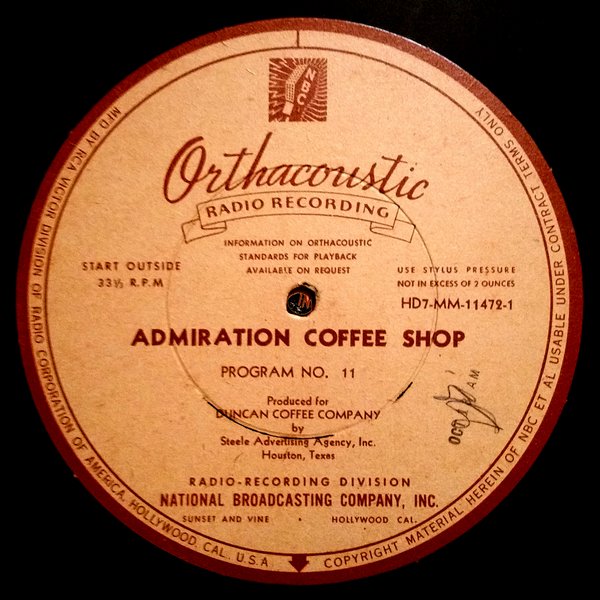 NBC
Orthacoustic
RADIO RECORDING
INFORMATION ON ORTHACOUSTIC
STANDARDS FOR PLAYBACK
AVAILABLE ON REQUEST
START OUTSIDE
33⅓ R.P.M
USE STYLUS PRESSURE
NOT IN EXCESS OF 2 OUNCES
HD7-MM-11472-1
ADMIRATION COFFEE SHOP
PROGRAM NO. 11
Produced for
DUNCAN COFFEE COMPANY
by
Steele Advertising Agency, Inc.
Houston, Texas
RADIO-RECORDING DIVISION
NATIONAL BROADCASTING COMPANY, INC.
SUNSET AND VINE • HOLLYWOOD CAL.
MFD BY RCA VICTOR DIVISION OF RADIO CORPORATION OF AMERICA, HOLLYWOOD, CAL., U.S.A
COPYRIGHT MATERIAL HEREIN OF NBC ET AL USABLE UNDER CONTRACT TERMS ONLY